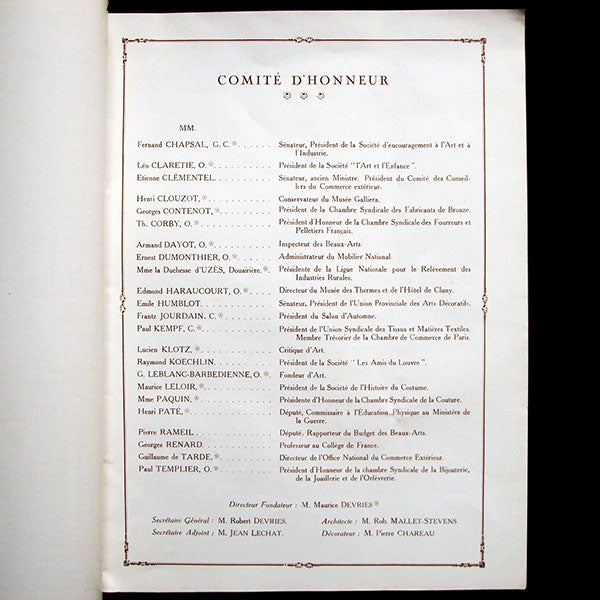 COMITÉ D'HONNEUR
MM.
Fernand CHAPSAL, G. C. * . . . . . . Sénateur, Président de la Société d'encouragement à l'Art et à
l'Industrie.
Léo CLARETIE, O. * . . . . . . . . Président de la Société "l'Art et l'Enfance".
Etienne CLÉMENTEL . . . . . . . . Sénateur, ancien Ministre. Président du Comité des Conseil-
lers du Commerce extérieur.
Henri CLOUZOT, * . . . . . . . . . Conservateur du Musée Galliera.
Georges CONTENOT, * . . . . . . . Président de la Chambre Syndicale des Fabricants de Bronze.
Th. CORBY, O. * . . . . . . . . . . Président d'Honneur de la Chambre Syndicale des Fourreurs et
Pelletiers Français.
Armand DAYOT, O. * . . . . . . . . Inspecteur des Beaux-Arts.
Ernest DUMONTHIER, O. * . . . . . Administrateur du Mobilier National.
Mme la Duchesse d'UZÈS, Douairière. * . Présidente de la Ligue Nationale pour le Relèvement des
Industries Rurales.
Edmond HARAUCOURT, O. * . . . . Directeur du Musée des Thermes et de l'Hôtel de Cluny.
Emile HUMBLOT. . . . . . . . . . Sénateur, Président de l'Union Provinciale des Arts Décoratifs.
Frantz JOURDAIN, C. * . . . . . . . Président du Salon d'Automne.
Paul KEMPF, C. * . . . . . . . . . Président de l'Union Syndicale des Tissus et Matières Textiles.
Membre Trésorier de la Chambre de Commerce de Paris.
Lucien KLOTZ, * . . . . . . . . . . Critique d'Art.
Raymond KOECHLIN. . . . . . . . . Président de la Société "Les Amis du Louvre".
G. LEBLANC-BARBEDIENNE, O. * . Fondeur d'Art.
Maurice LELOIR, * . . . . . . . . . Président de la Société de l'Histoire du Costume.
Mme PAQUIN, * . . . . . . . . . . Présidente d'Honneur de la Chambre Syndicale de la Couture.
Henri PATÉ, * . . . . . . . . . . . Député, Commissaire à l'Éducation Physique au Ministère de
la Guerre.
Pierre RAMEIL . . . . . . . . . . Député, Rapporteur du Budget des Beaux-Arts.
Georges RENARD. . . . . . . . . . Professeur au Collège de France.
Guillaume de TARDE, * . . . . . . . Directeur de l'Office National du Commerce Extérieur.
Paul TEMPLIER, O. * . . . . . . . . Président d'Honneur de la chambre Syndicale de la Bijouterie,
de la Joaillerie et de l'Orfèvrerie.
Directeur Fondateur : M. Maurice DEVRIÈS *
Secrétaire Général : M. Robert DEVRIÈS. Architecte : M. Rob. MALLET-STEVENS
Secrétaire Adjoint : M. JEAN LECHAT. Décorateur : M. Pierre CHAREAU